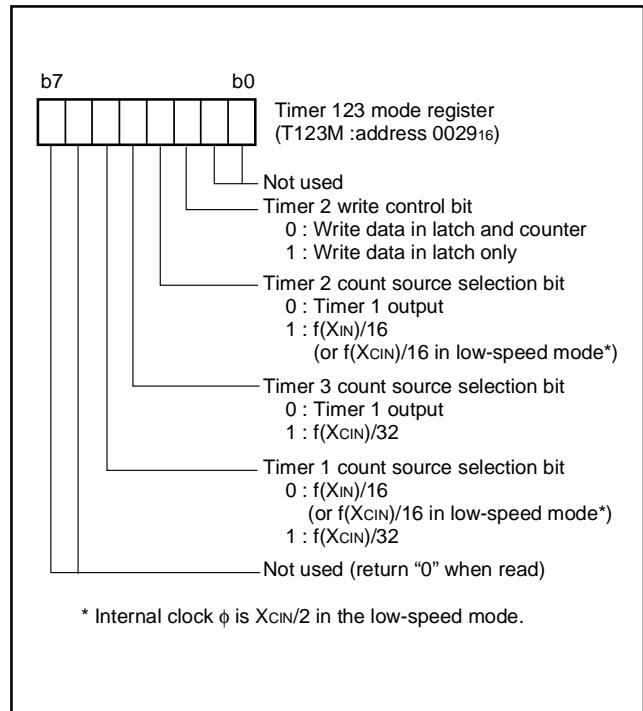 b7 b0
Timer 123 mode register
(T123M :address 002916)
Not used
Timer 2 write control bit
0 : Write data in latch and counter
1 : Write data in latch only
Timer 2 count source selection bit
0 : Timer 1 output
1 : f(XIN)/16
(or f(XCIN)/16 in low-speed mode*)
Timer 3 count source selection bit
0 : Timer 1 output
1 : f(XCIN)/32
Timer 1 count source selection bit
0 : f(XIN)/16
(or f(XCIN)/16 in low-speed mode*)
1 : f(XCIN)/32
Not used (return “0” when read)
* Internal clock ϕ is XCIN/2 in the low-speed mode.